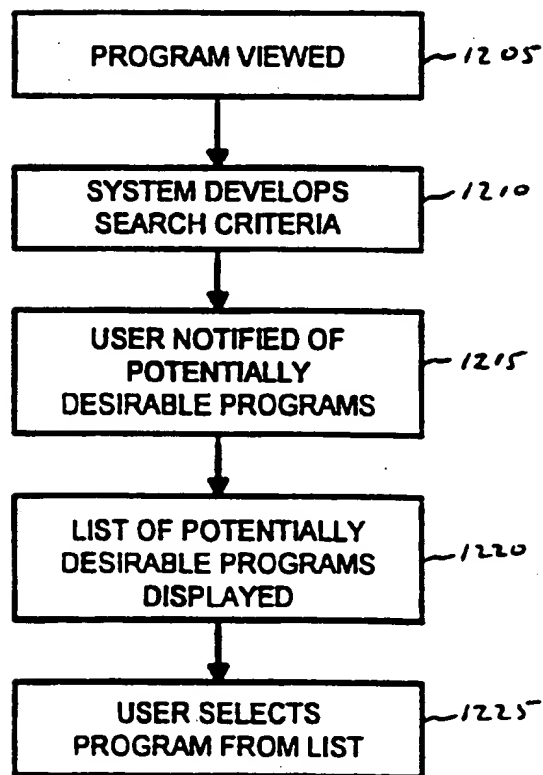 PROGRAM VIEWED
1205
SYSTEM DEVELOPS
SEARCH CRITERIA
1210
USER NOTIFIED OF
POTENTIALLY
DESIRABLE PROGRAMS
1215
LIST OF POTENTIALLY
DESIRABLE PROGRAMS
DISPLAYED
1220
USER SELECTS
PROGRAM FROM LIST
1225